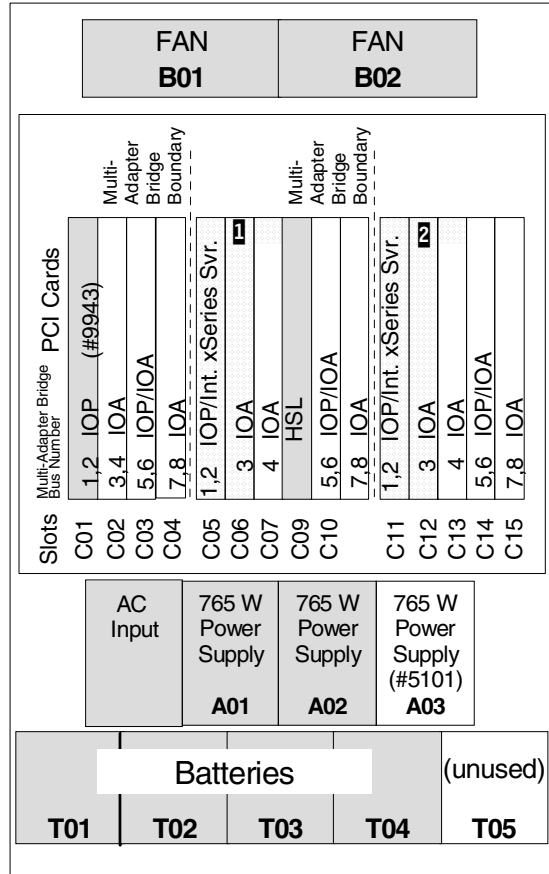 FAN
B01
FAN
B02
Multi-
Adapter
Bridge
Boundary
Multi-
Adapter
Bridge
Boundary
Slots
Multi-Adapter Bridge
Bus Number
PCI Cards
C01 1,2 IOP (#9943)
C02 3,4 IOA
C03 5,6 IOP/IOA
C04 7,8 IOA
C05 1,2 IOP/Int. xSeries Svr.
C06 3 IOA 1
C07 4 IOA
C09 HSL
C10 5,6 IOP/IOA
7,8 IOA
C11 1,2 IOP/Int. xSeries Svr.
C12 3 IOA 2
C13 4 IOA
C14 5,6 IOP/IOA
C15 7,8 IOA
AC
Input
765 W
Power
Supply
A01
765 W
Power
Supply
A02
765 W
Power
Supply
(#5101)
A03
Batteries
(unused)
T01
T02
T03
T04
T05